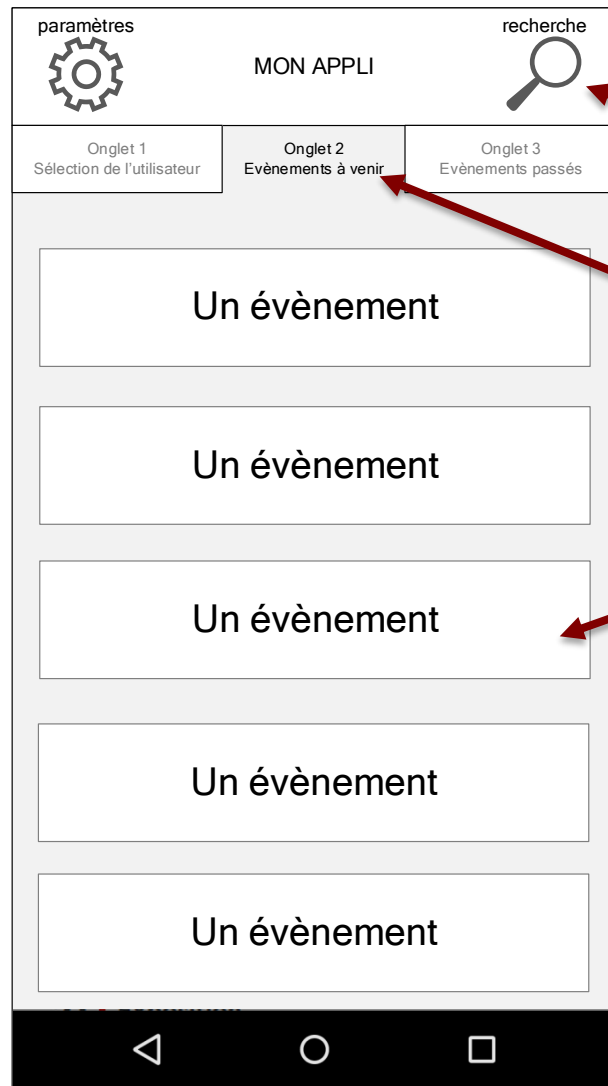 paramètres
recherche
MON APPLI
Onglet 1
Sélection de l'utilisateur
Onglet 2
Evènements à venir
Onglet 3
Evènements passés
Un évènement
Un évènement
Un évènement
Un évènement
Un évènement